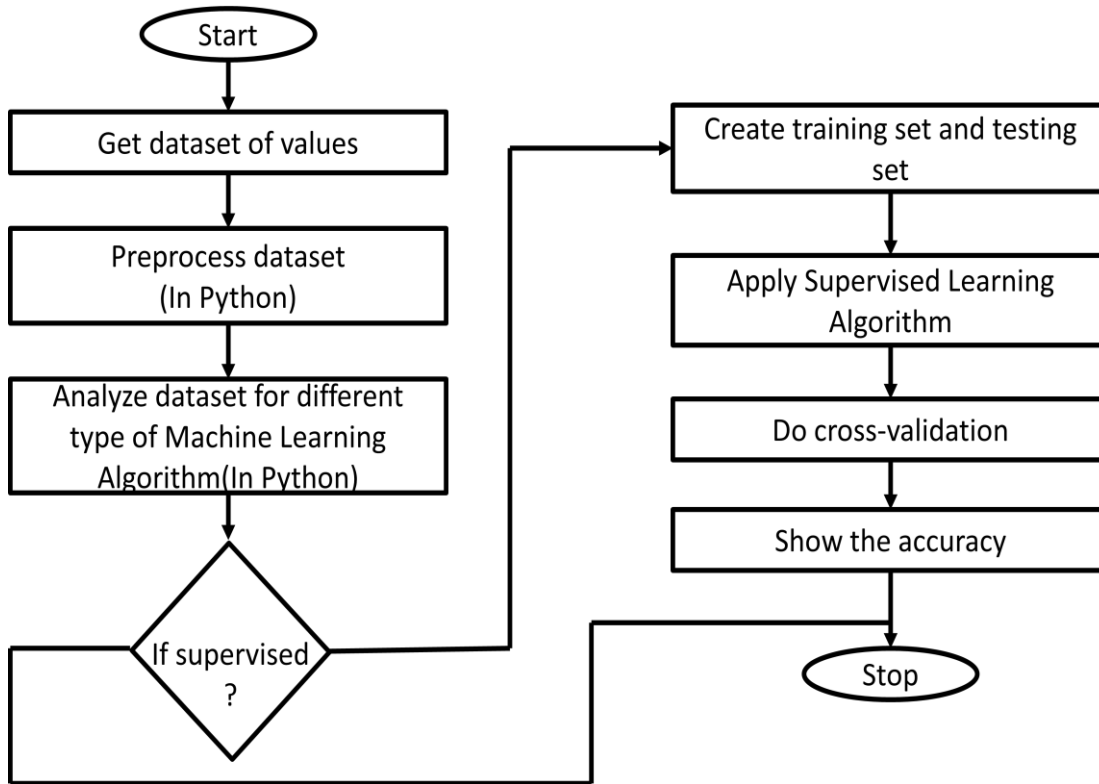 Start
Get dataset of values
Preprocess dataset
(In Python)
Analyze dataset for different
type of Machine Learning
Algorithm(In Python)
If supervised
?
Create training set and testing
set
Apply Supervised Learning
Algorithm
Do cross-validation
Show the accuracy
Stop